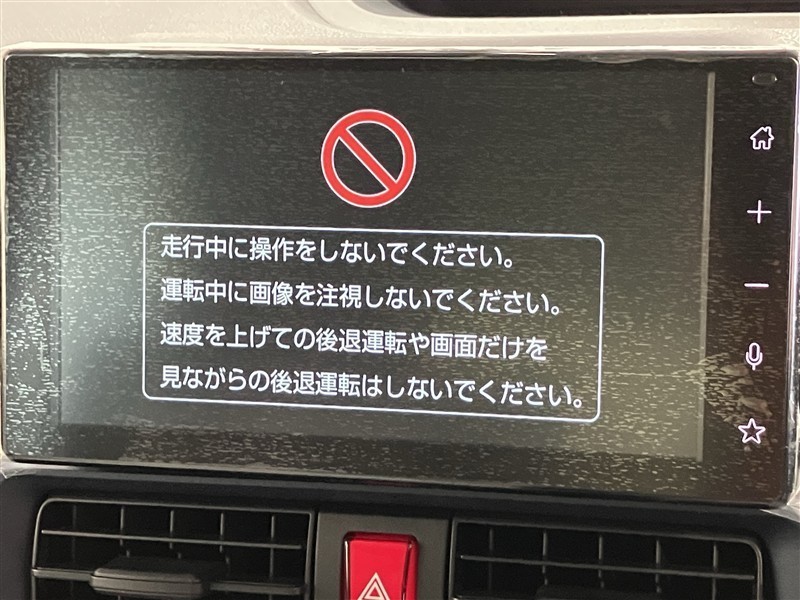 走行中に操作をしないでください。
運転中に画像を注視しないでください。
速度を上げての後退運転や画面だけを
見ながらの後退運転はしないでください。